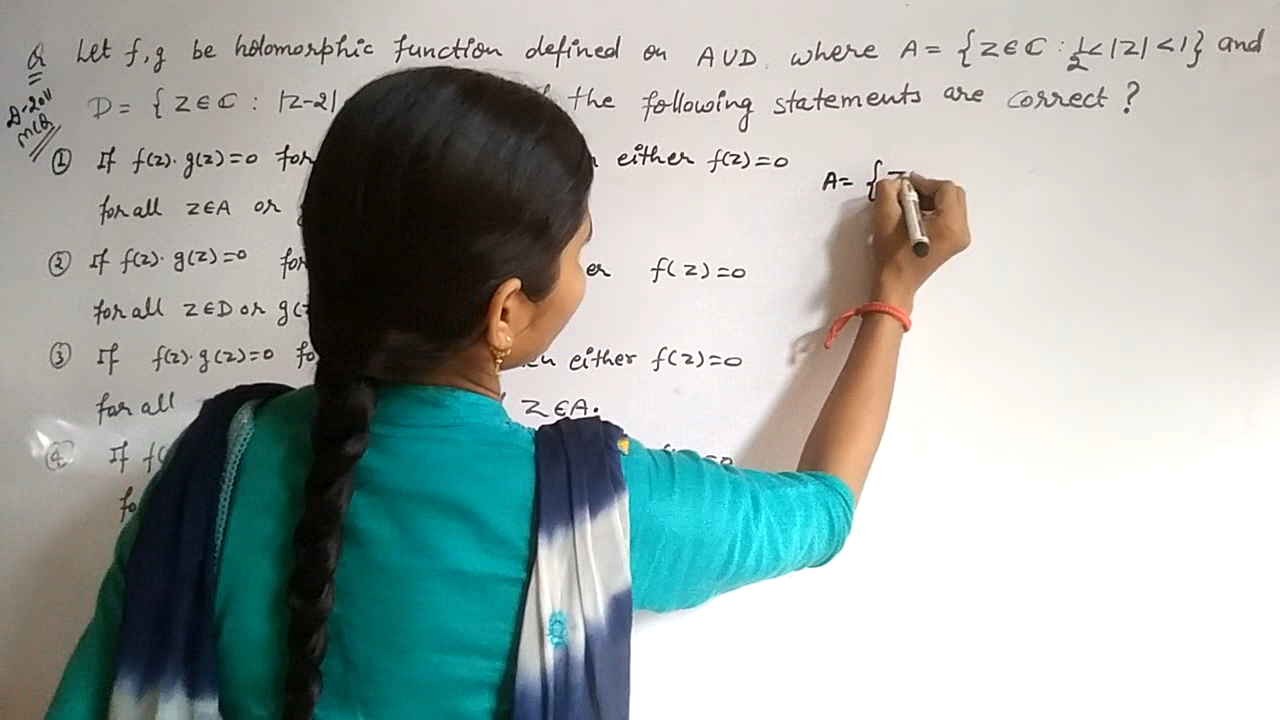 Q Let f,g be holomorphic function defined on A∪D, where A = {z∈ℂ : 1/2<|z|<1} and
D-2011
MCQ
D = {z∈ℂ : |z-2| the following statements are correct ?
① If f(z)·g(z)=0 for either f(z)=0
for all z∈A or
② If f(z)·g(z)=0 for f(z)=0
for all z∈D or g(z
③ If f(z)·g(z)=0 fo either f(z)=0
for all z∈A.
④ If f(
fo
A= { z